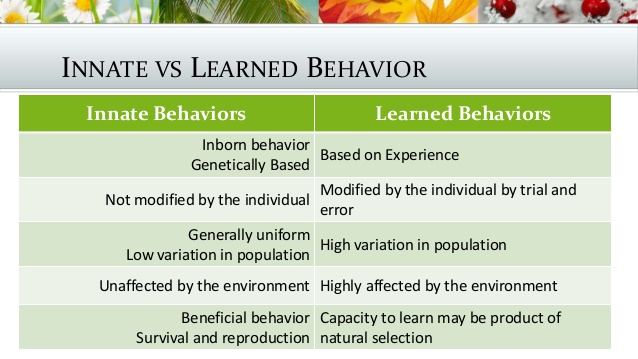 INNATE VS LEARNED BEHAVIOR
Innate Behaviors
Learned Behaviors
Inborn behavior
Genetically Based
Based on Experience
Not modified by the individual
Modified by the individual by trial and
error
Generally uniform
Low variation in population
High variation in population
Unaffected by the environment
Highly affected by the environment
Beneficial behavior
Survival and reproduction
Capacity to learn may be product of
natural selection